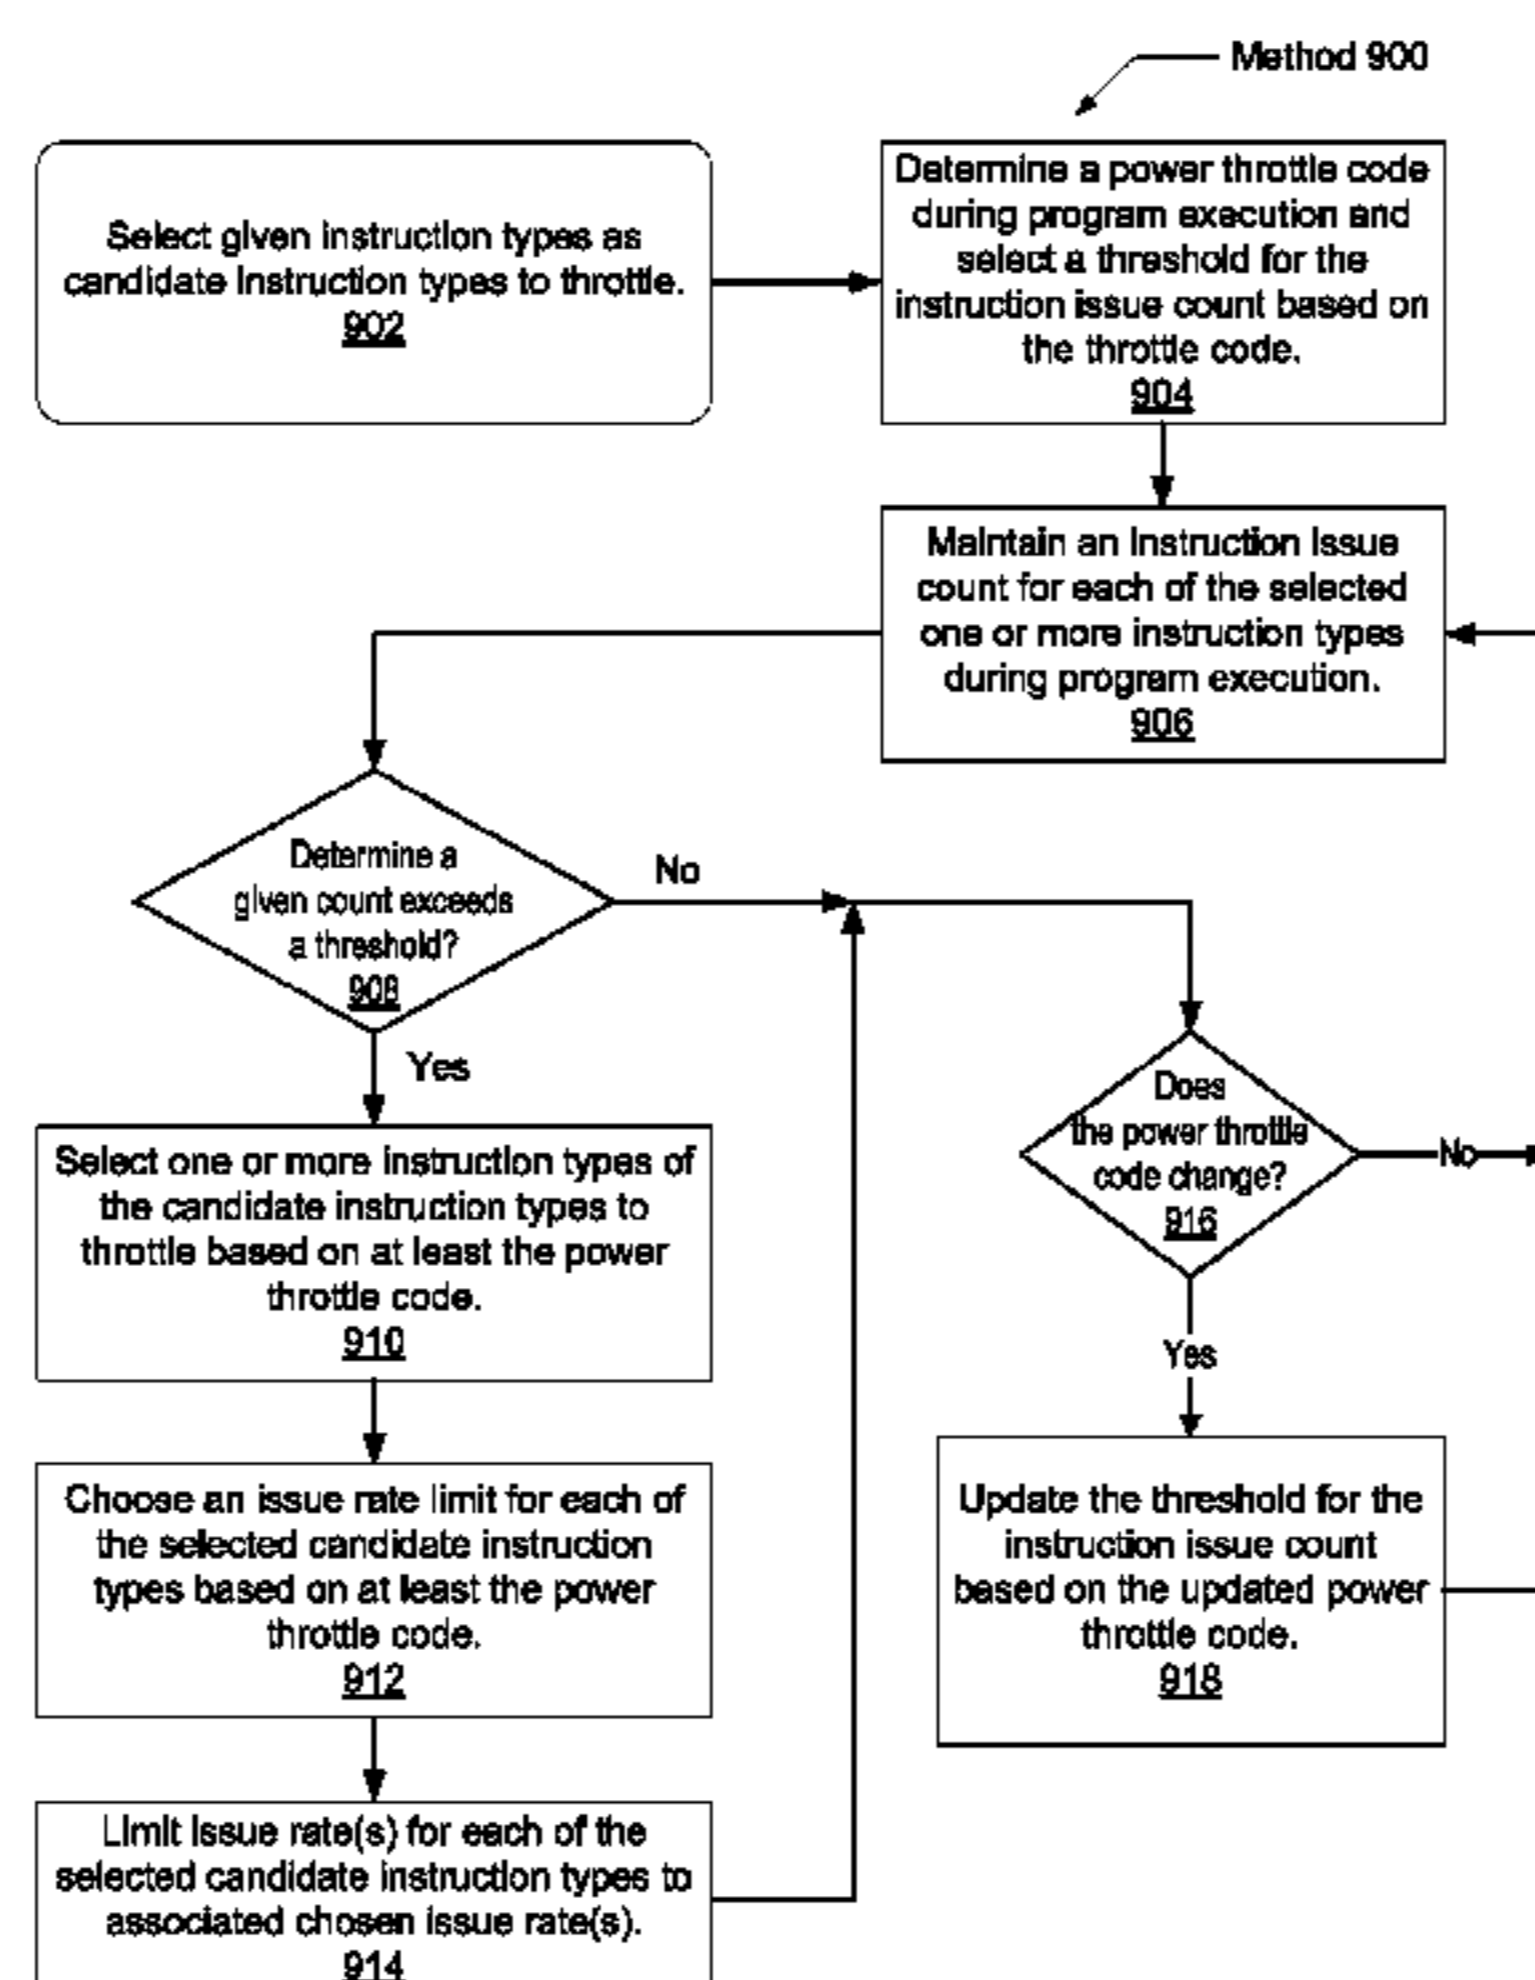 Method 900
Select given instruction types as
candidate instruction types to throttle.
902
Determine a power throttle code
during program execution and
select a threshold for the
instruction issue count based on
the throttle code.
904
Maintain an instruction issue
count for each of the selected
one or more instruction types
during program execution.
906
Determine a
given count exceeds
a threshold?
908
No
Yes
Select one or more instruction types of
the candidate instruction types to
throttle based on at least the power
throttle code.
910
Choose an issue rate limit for each of
the selected candidate instruction
types based on at least the power
throttle code.
912
Limit issue rate(s) for each of the
selected candidate instruction types to
associated chosen issue rate(s).
914
Does
the power throttle
code change?
916
No
Yes
Update the threshold for the
instruction issue count
based on the updated power
throttle code.
918